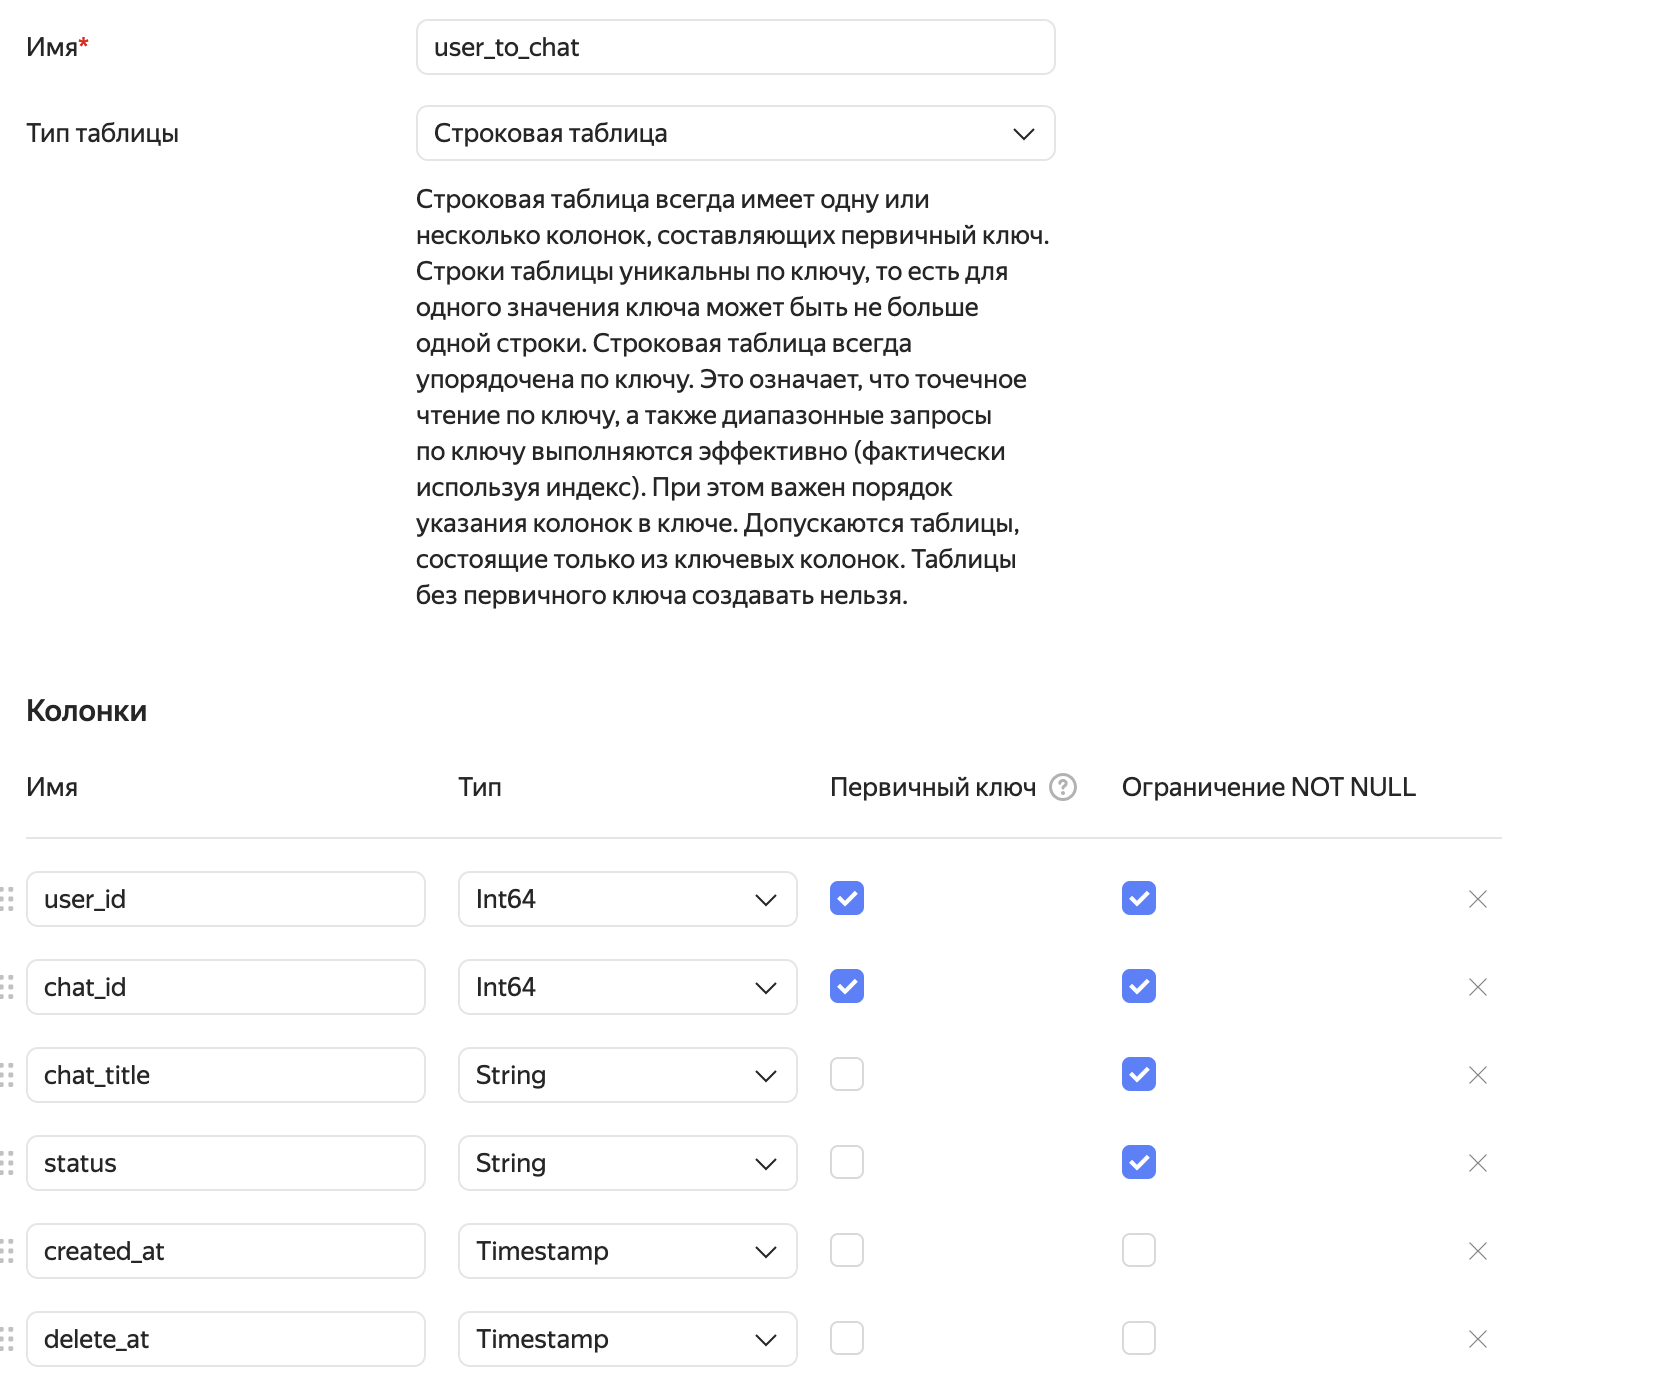 Имя*
user_to_chat
Тип таблицы
Строковая таблица
Строковая таблица всегда имеет одну или
несколько колонок, составляющих первичный ключ.
Строки таблицы уникальны по ключу, то есть для
одного значения ключа может быть не больше
одной строки. Строковая таблица всегда
упорядочена по ключу. Это означает, что точечное
чтение по ключу, а также диапазонные запросы
по ключу выполняются эффективно (фактически
используя индекс). При этом важен порядок
указания колонок в ключе. Допускаются таблицы,
состоящие только из ключевых колонок. Таблицы
без первичного ключа создавать нельзя.
Колонки
Имя Тип Первичный ключ ? Ограничение NOT NULL
user_id Int64
chat_id Int64
chat_title String
status String
created_at Timestamp
delete_at Timestamp